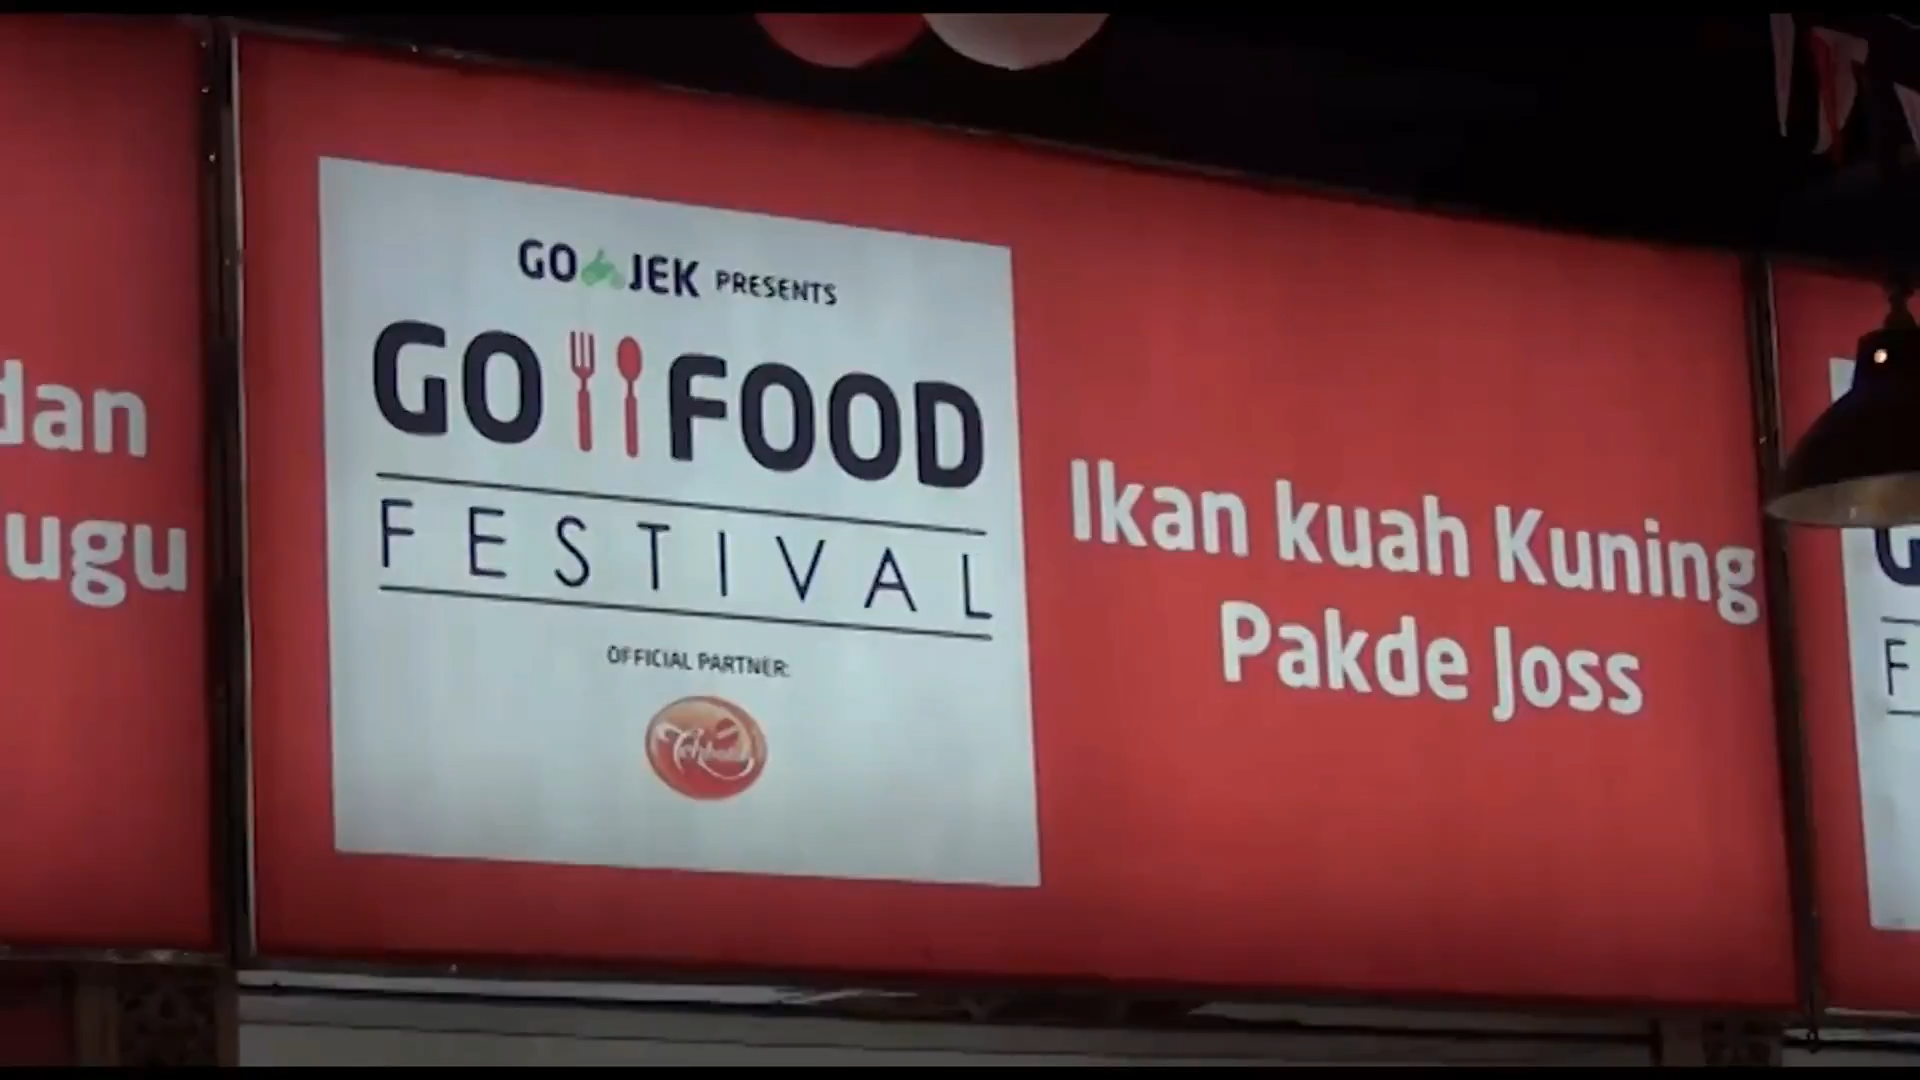 dan
ugu
GO JEK PRESENTS
GO FOOD
FESTIVAL
OFFICIAL PARTNER:
Ikan kuah Kuning
Pakde Joss
G
F